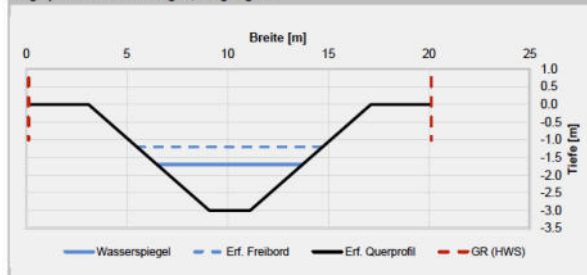 Breite [m]
0 5 10 15 20 25
1.0
0.5
0.0
-0.5
-1.0
-1.5
-2.0
-2.5
-3.0
-3.5
Tiefe [m]
Wasserspiegel Erf. Freibord Erf. Querprofil GR (HWS)